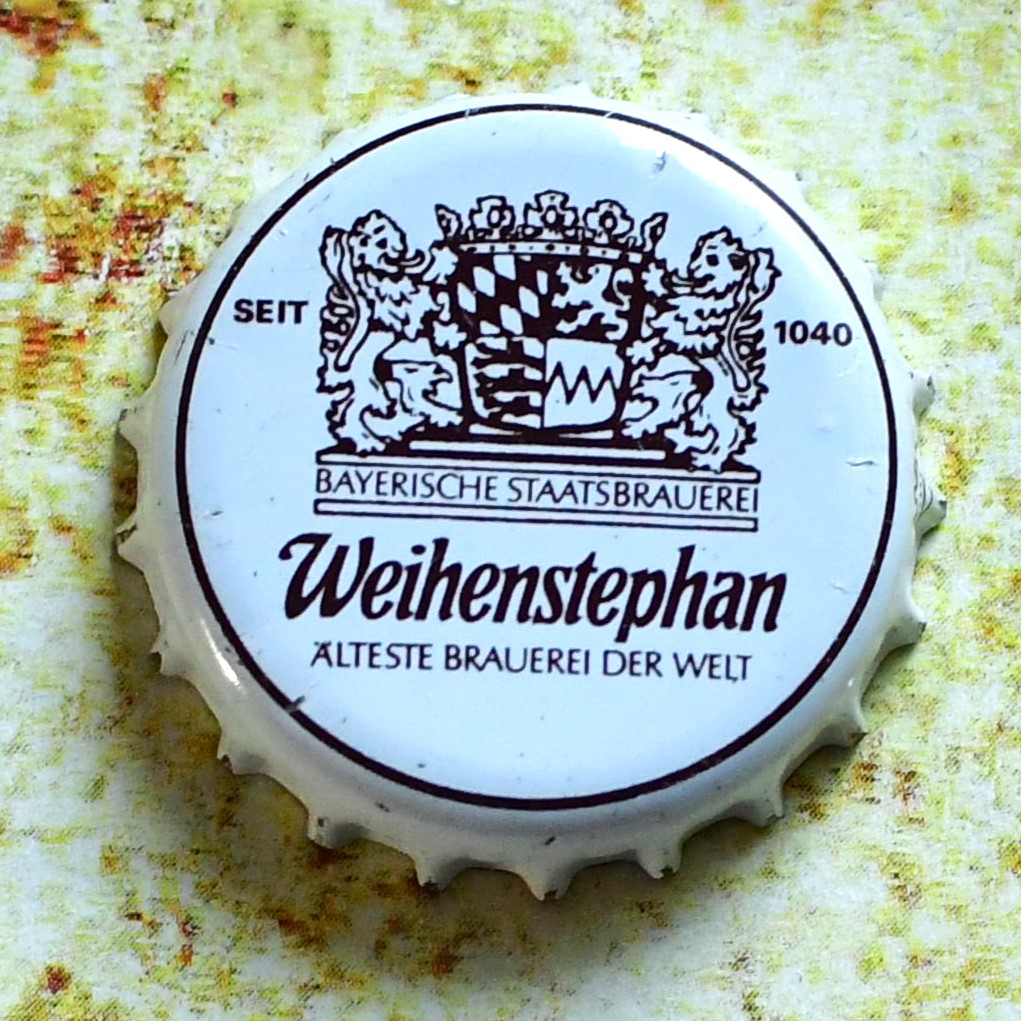 SEIT 1040
BAYERISCHE STAATSBRAUEREI
Weihenstephan
ÄLTESTE BRAUEREI DER WELT